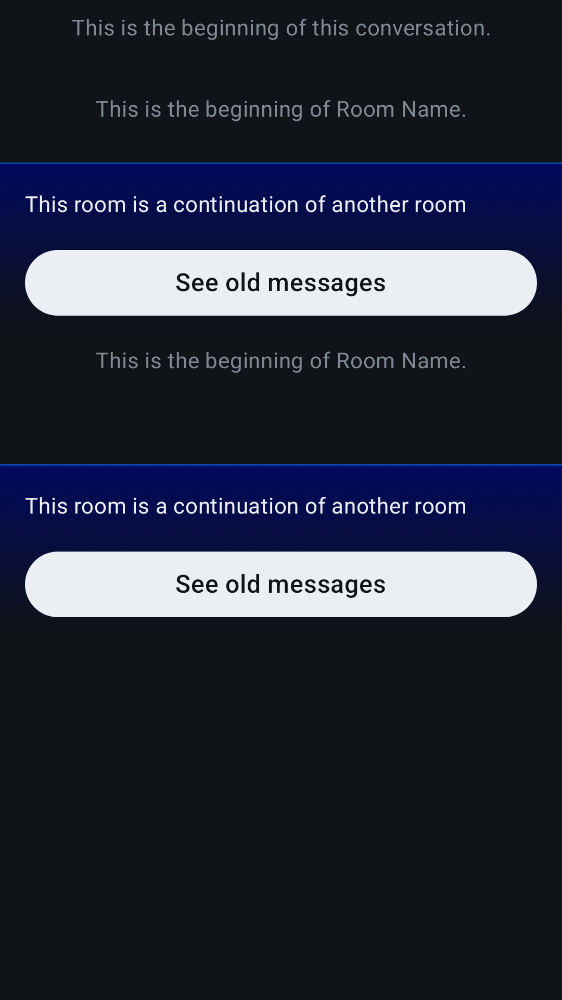 This is the beginning of this conversation.
This is the beginning of Room Name.
This room is a continuation of another room
See old messages
This is the beginning of Room Name.
This room is a continuation of another room
See old messages